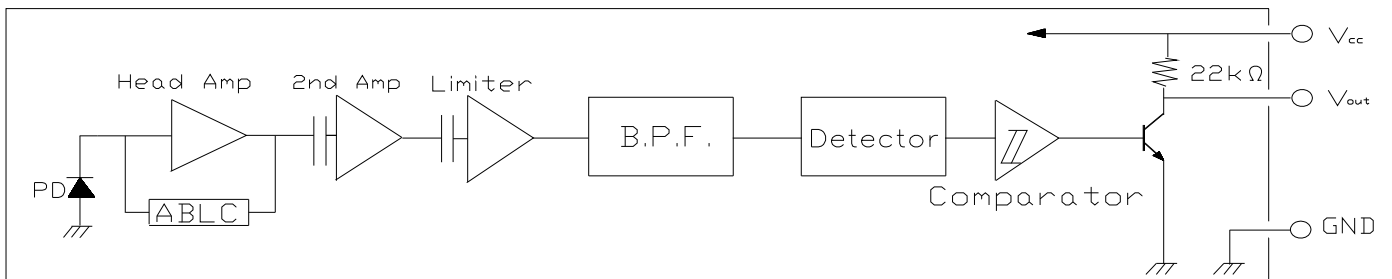 Head Amp
2nd Amp
Limiter
B.P.F.
Detector
Comparator
PD
ABLC
22kΩ
Vcc
Vout
GND